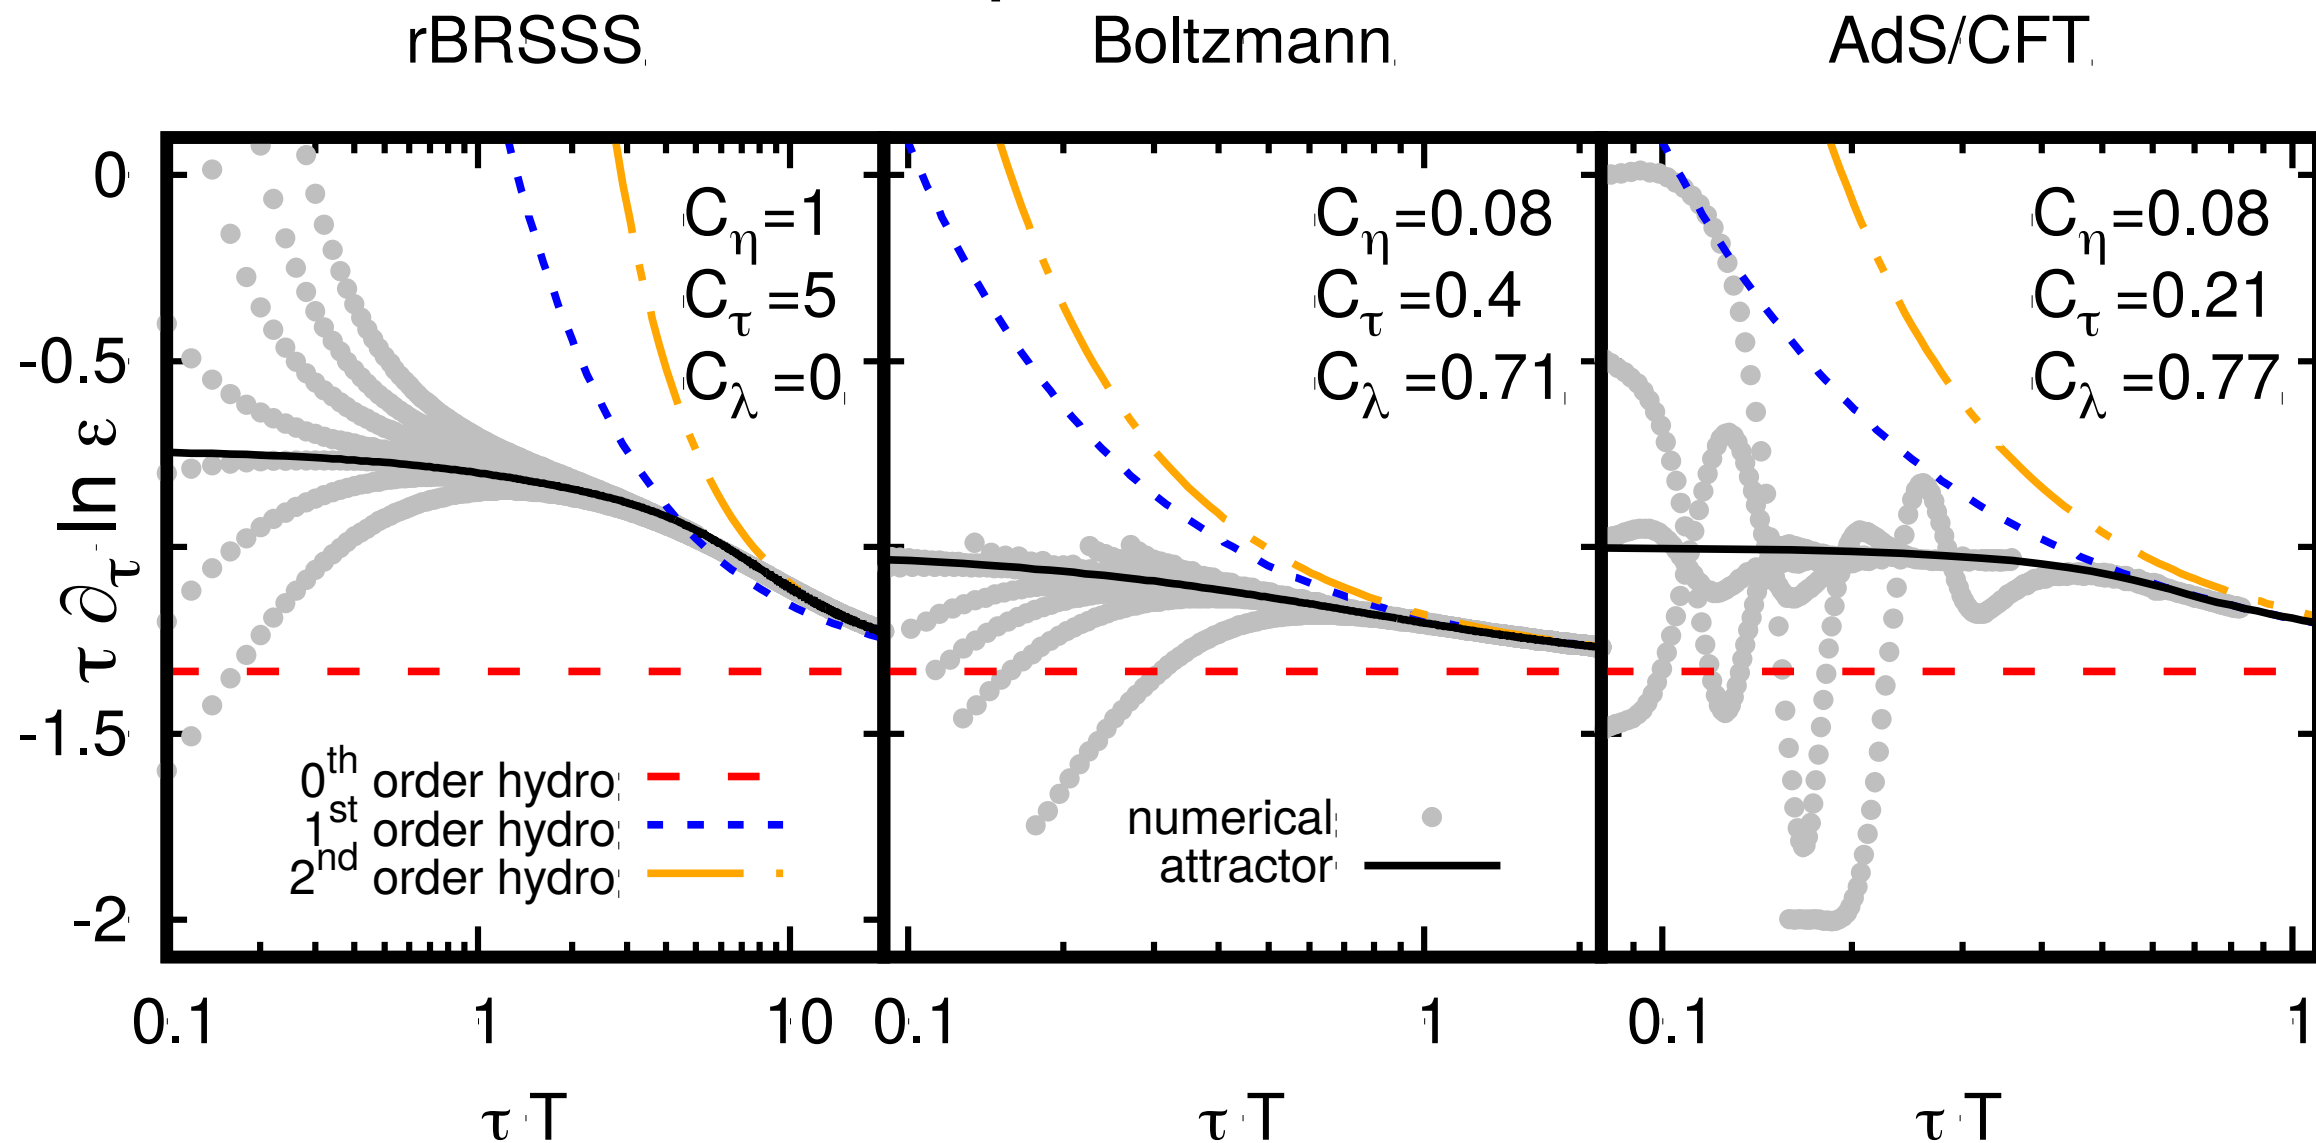 rBRSSS
Boltzmann
AdS/CFT
0
-0.5
-1.5
-2
τ ∂τ ln ε
Cη=1
Cτ=5
Cλ=0
Cη=0.08
Cτ=0.4
Cλ=0.71
Cη=0.08
Cτ=0.21
Cλ=0.77
0th order hydro
1st order hydro
2nd order hydro
numerical
attractor
0.1 1 10
0.1 1
0.1 1
τ T
τ T
τ T